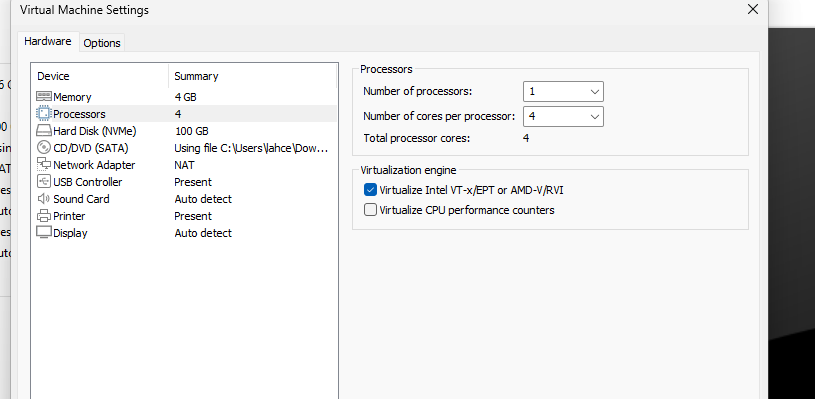 Virtual Machine Settings
Hardware
Options
Device Summary
Memory 4 GB
Processors 4
Hard Disk (NVMe) 100 GB
CD/DVD (SATA) Using file C:\Users\lahce\Dow...
Network Adapter NAT
USB Controller Present
Sound Card Auto detect
Printer Present
Display Auto detect
Processors
Number of processors: 1
Number of cores per processor: 4
Total processor cores: 4
Virtualization engine
Virtualize Intel VT-x/EPT or AMD-V/RVI
Virtualize CPU performance counters